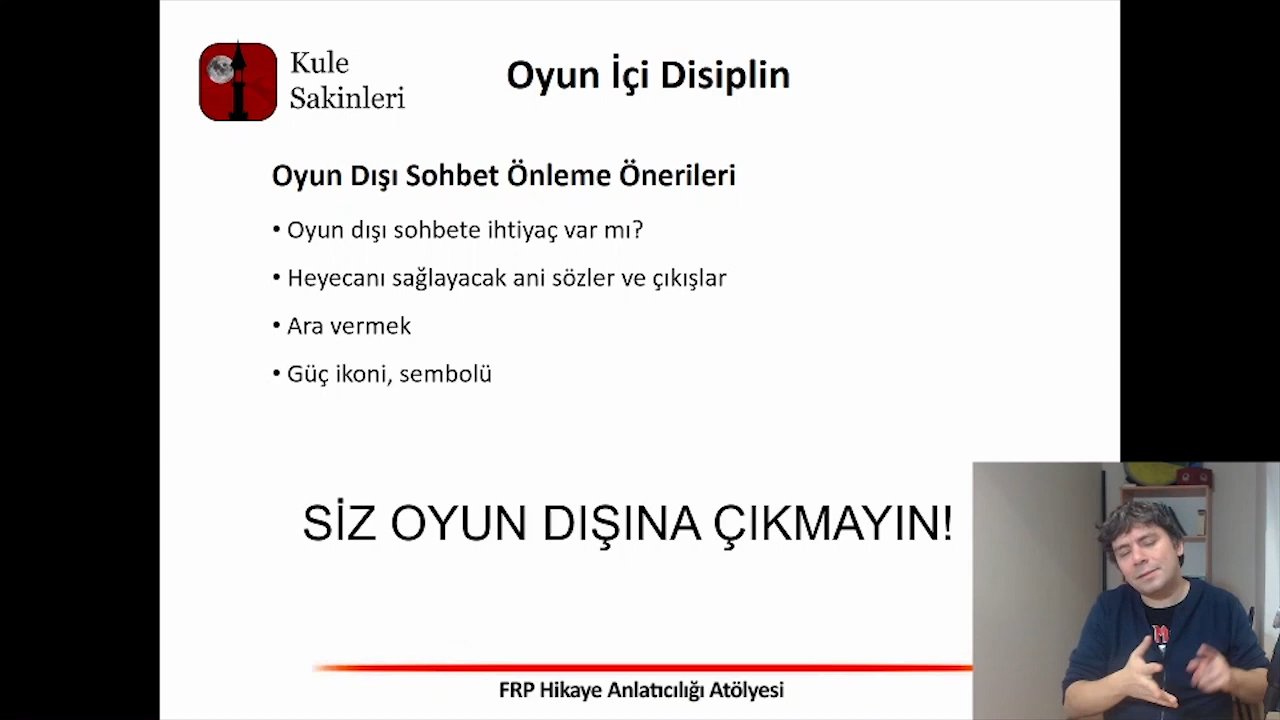 Kule
Sakinleri
Oyun İçi Disiplin
Oyun Dışı Sohbet Önleme Önerileri
• Oyun dışı sohbete ihtiyaç var mı?
• Heyecanı sağlayacak ani sözler ve çıkışlar
• Ara vermek
• Güç ikoni, sembolü
SİZ OYUN DIŞINA ÇIKMAYIN!
FRP Hikaye Anlatıcılığı Atölyesi